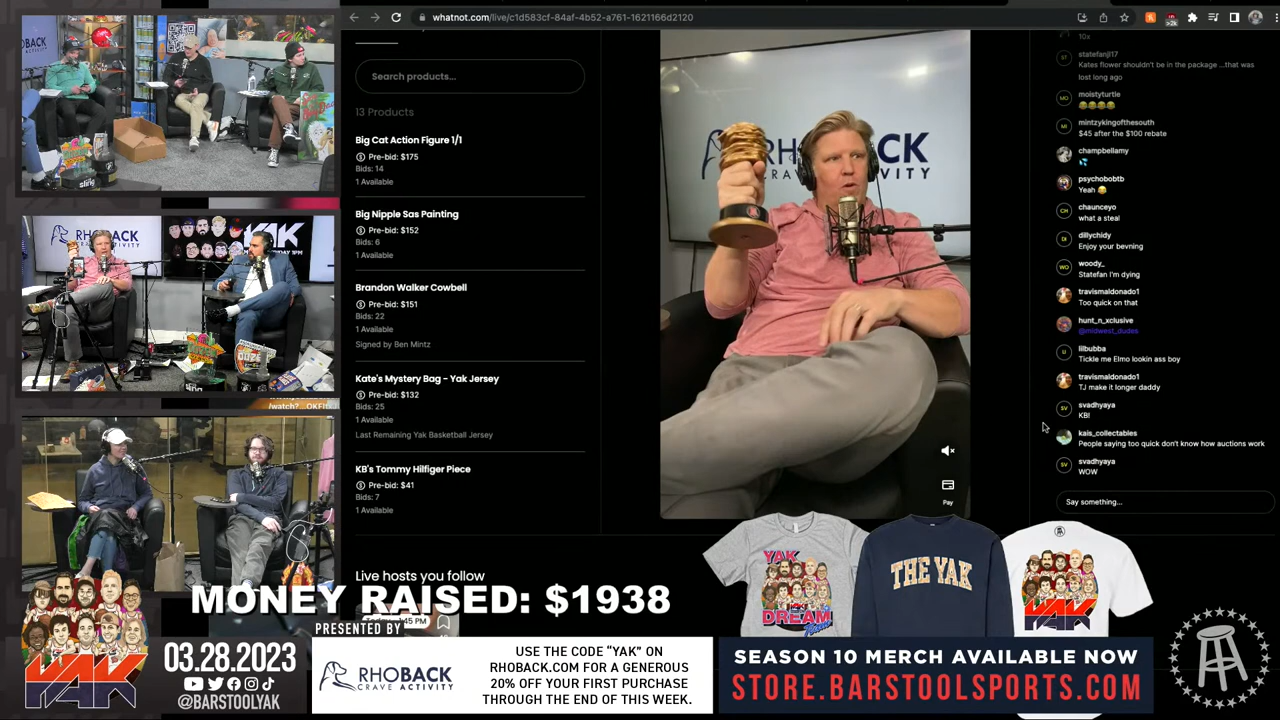 whatnot.com/live/c1d583cf-84af-4b52-a761-1621166d2120
Search products...
13 Products
Big Cat Action Figure 1/1
Pre-bid: $175
Bids: 14
1 Available
Big Nipple Sas Painting
Pre-bid: $152
Bids: 6
1 Available
Brandon Walker Cowbell
Pre-bid: $151
Bids: 22
1 Available
Signed by Ben Mintz
Kate's Mystery Bag - Yak Jersey
Pre-bid: $132
Bids: 25
1 Available
Last Remaining Yak Basketball Jersey
KB's Tommy Hilfiger Piece
Pre-bid: $41
Bids: 7
1 Available
Live hosts you follow
RHOBACK
CRAVE ACTIVITY
Pay
10x
statefanjl17
Kates flower shouldn't be in the package ...that was
lost long ago
moistyturtle
mintzykingofthesouth
$45 after the $100 rebate
champbellamy
psychobobtb
Yeah
chaunceyo
what a steal
dillychidy
Enjoy your bevning
woody_
Statefan I'm dying
travismaldonado1
Too quick on that
hunt_n_xclusive
@midwest_dudes
lilbubba
Tickle me Elmo lookin ass boy
travismaldonado1
TJ make it longer daddy
svadhyaya
KB!
kais_collectables
People saying too quick don't know how auctions work
svadhyaya
WOW
Say something...
MONEY RAISED: $1938
PRESENTED BY
YAK
03.28.2023
@BARSTOOLYAK
RHOBACK
CRAVE ACTIVITY
USE THE CODE "YAK" ON
RHOBACK.COM FOR A GENEROUS
20% OFF YOUR FIRST PURCHASE
THROUGH THE END OF THIS WEEK.
YAK
DREAM
THE YAK
YAK
SEASON 10 MERCH AVAILABLE NOW
STORE.BARSTOOLSPORTS.COM